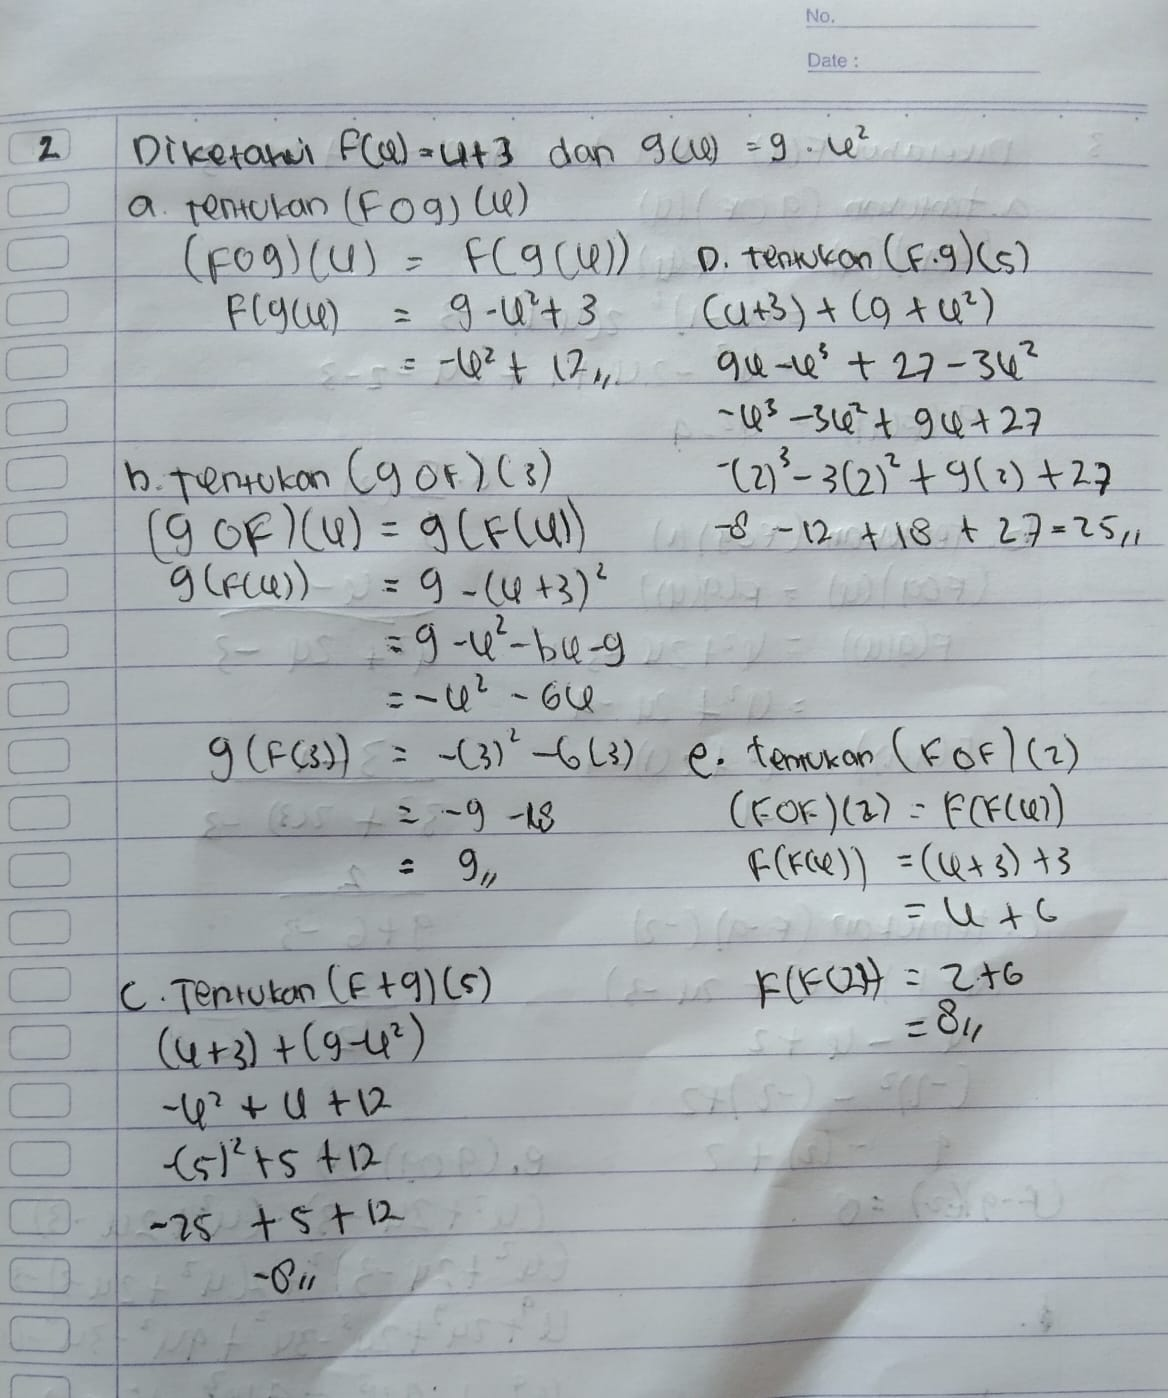 No.
Date :
2 Diketahui f(x) = x+3 dan g(x) = 9 - x²
a. Tentukan (Fog)(x)
(Fog)(x) = F(g(x))
F(g(x)) = 9-x²+3
= -x² + 12,,
b. Tentukan (goF)(3)
(goF)(x) = g(F(x))
g(F(x)) = 9-(x+3)²
= 9-x²-6x-9
= -x² - 6x
g(F(3)) = -(3)² -6(3)
= -9 -18
= 9,,
C. Tentukan (F+g)(5)
(x+3) + (9-x²)
-x² + x + 12
-(5)²+5 +12
-25 + 5 + 12
-8,,
D. tentukan (F.g)(5)
(x+3) + (9 + x²)
9x-x³ + 27-3x²
-x³ -3x² + 9x+27
-(2)³ - 3(2)² + 9(2) + 27
-8 - 12 + 18 + 27 = 25,,
e. temukan (FOF)(2)
(FOF)(2) = F(F(x))
F(F(x)) = (x+3) +3
= x + 6
F(F(2)) = 2+6
= 8,,